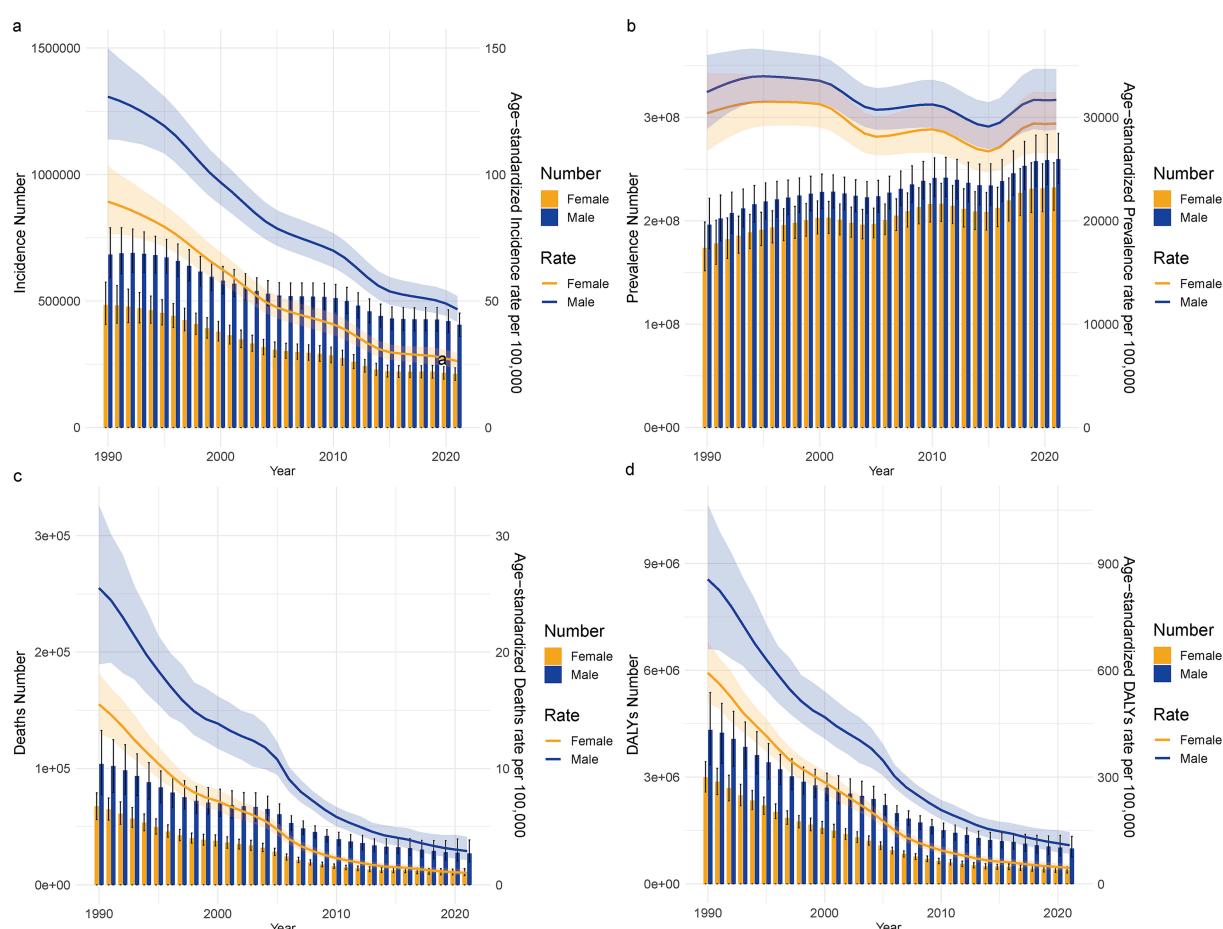 a
1500000
1000000
500000
0
Incidence Number
150
100
50
0
Age-standardized Incidence rate per 100,000
a
1990
2000
2010
2020
Year
Number
Female
Male
Rate
Female
Male
b
3e+08
2e+08
1e+08
0e+00
Prevalence Number
30000
20000
10000
0
Age-standardized Prevalence rate per 100,000
1990
2000
2010
2020
Year
Number
Female
Male
Rate
Female
Male
c
3e+05
2e+05
1e+05
0e+00
Deaths Number
30
20
10
0
Age-standardized Deaths rate per 100,000
1990
2000
2010
2020
Year
Number
Female
Male
Rate
Female
Male
d
9e+06
6e+06
3e+06
0e+00
DALYs Number
900
600
300
0
Age-standardized DALYs rate per 100,000
1990
2000
2010
2020
Year
Number
Female
Male
Rate
Female
Male